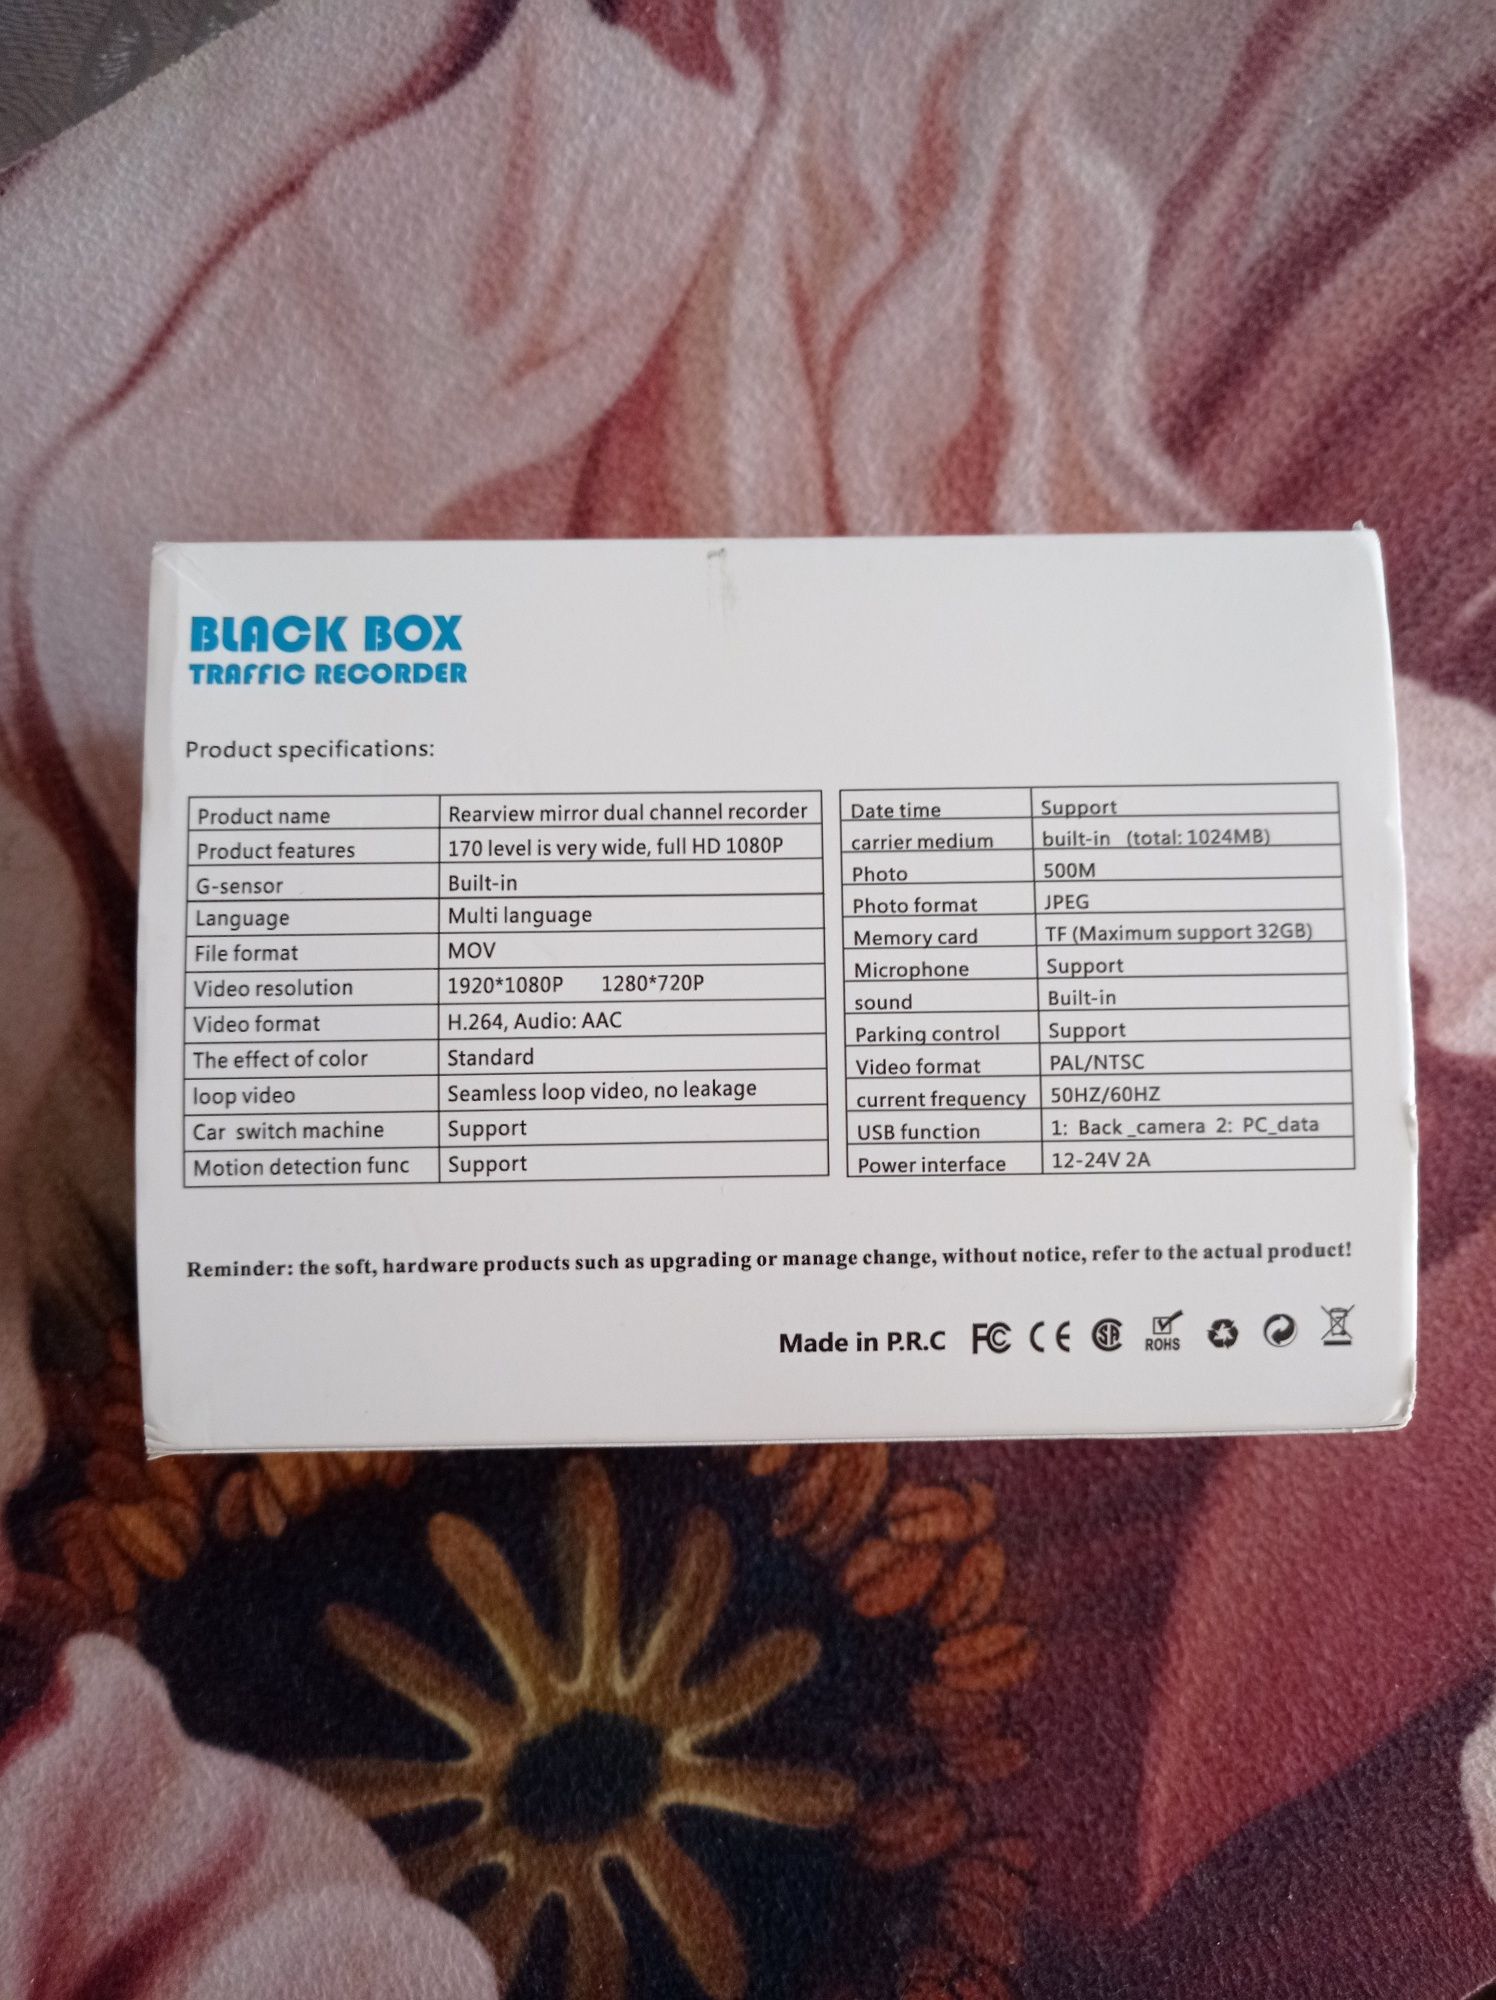 BLACK BOX
TRAFFIC RECORDER
Product specifications:
Product name Rearview mirror dual channel recorder
Product features 170 level is very wide, full HD 1080P
G-sensor Built-in
Language Multi language
File format MOV
Video resolution 1920*1080P 1280*720P
Video format H.264, Audio: AAC
The effect of color Standard
loop video Seamless loop video, no leakage
Car switch machine Support
Motion detection func Support
Date time Support
carrier medium built-in (total: 1024MB)
Photo 500M
Photo format JPEG
Memory card TF (Maximum support 32GB)
Microphone Support
sound Built-in
Parking control Support
Video format PAL/NTSC
current frequency 50HZ/60HZ
USB function 1: Back_camera 2: PC_data
Power interface 12-24V 2A
Reminder: the soft, hardware products such as upgrading or manage change, without notice, refer to the actual product!
Made in P.R.C FC CE SA ROHS